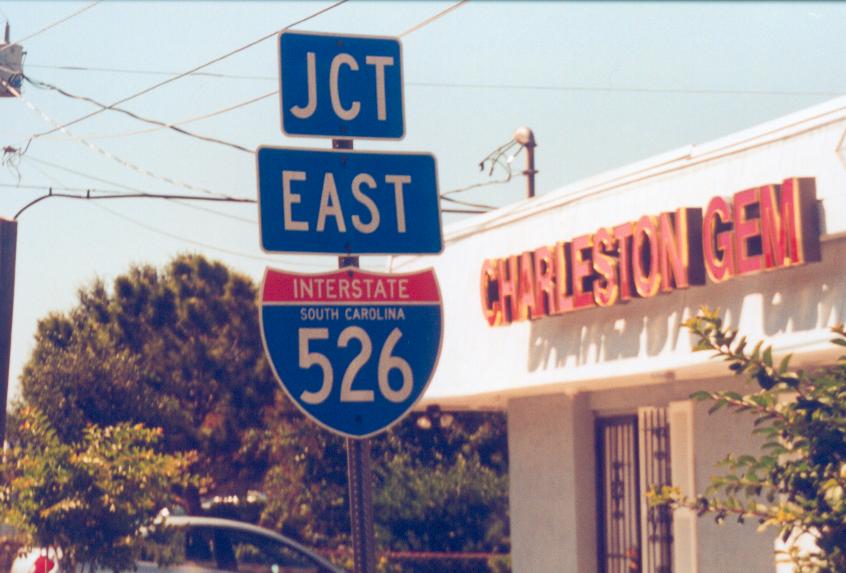 JCT
EAST
INTERSTATE
SOUTH CAROLINA
526
CHARLESTON GEM